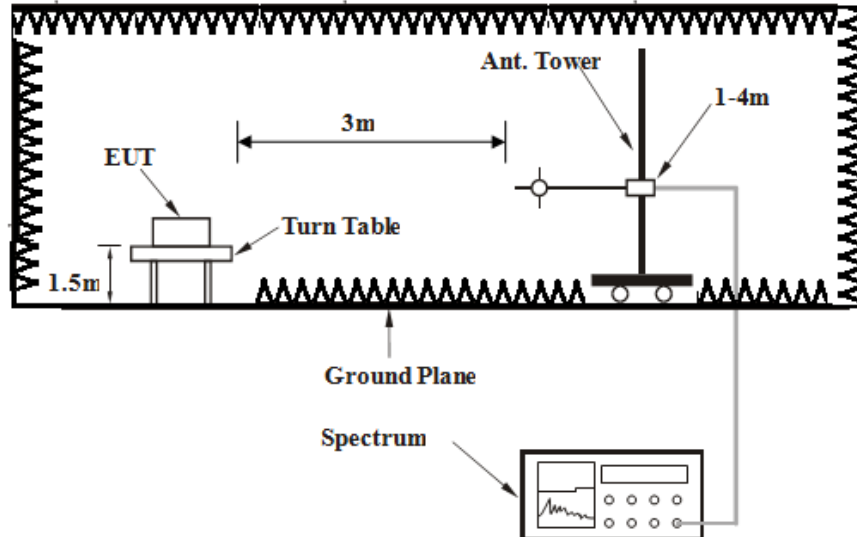 Ant. Tower
1-4m
3m
EUT
Turn Table
1.5m
Ground Plane
Spectrum